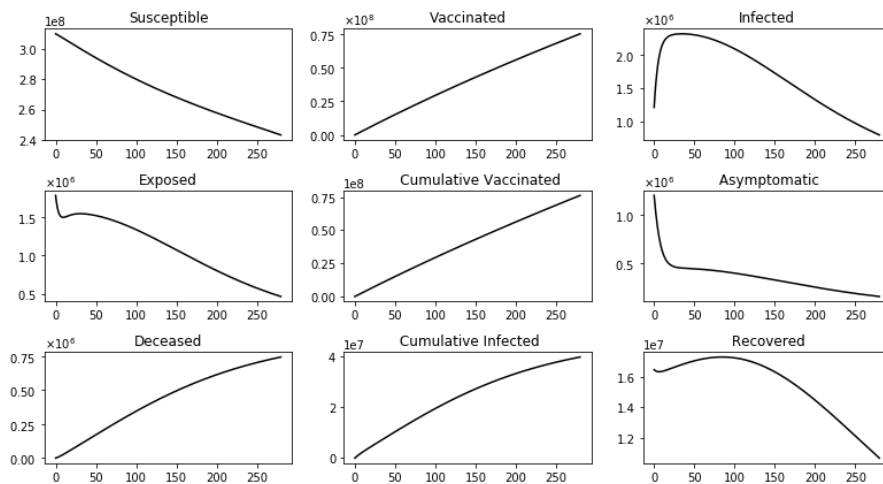 Susceptible
1e8
3.0
2.8
2.6
2.4
0 50 100 150 200 250
Vaccinated
×10⁸
0.75
0.50
0.25
0.00
0 50 100 150 200 250
Infected
×10⁶
2.0
1.5
1.0
0 50 100 150 200 250
Exposed
×10⁶
1.5
1.0
0.5
0 50 100 150 200 250
Cumulative Vaccinated
1e8
0.75
0.50
0.25
0.00
0 50 100 150 200 250
Asymptomatic
×10⁶
1.0
0.5
0 50 100 150 200 250
Deceased
×10⁶
0.75
0.50
0.25
0.00
0 50 100 150 200 250
Cumulative Infected
1e7
4
2
0
0 50 100 150 200 250
Recovered
×10⁷
1.6
1.4
1.2
0 50 100 150 200 250